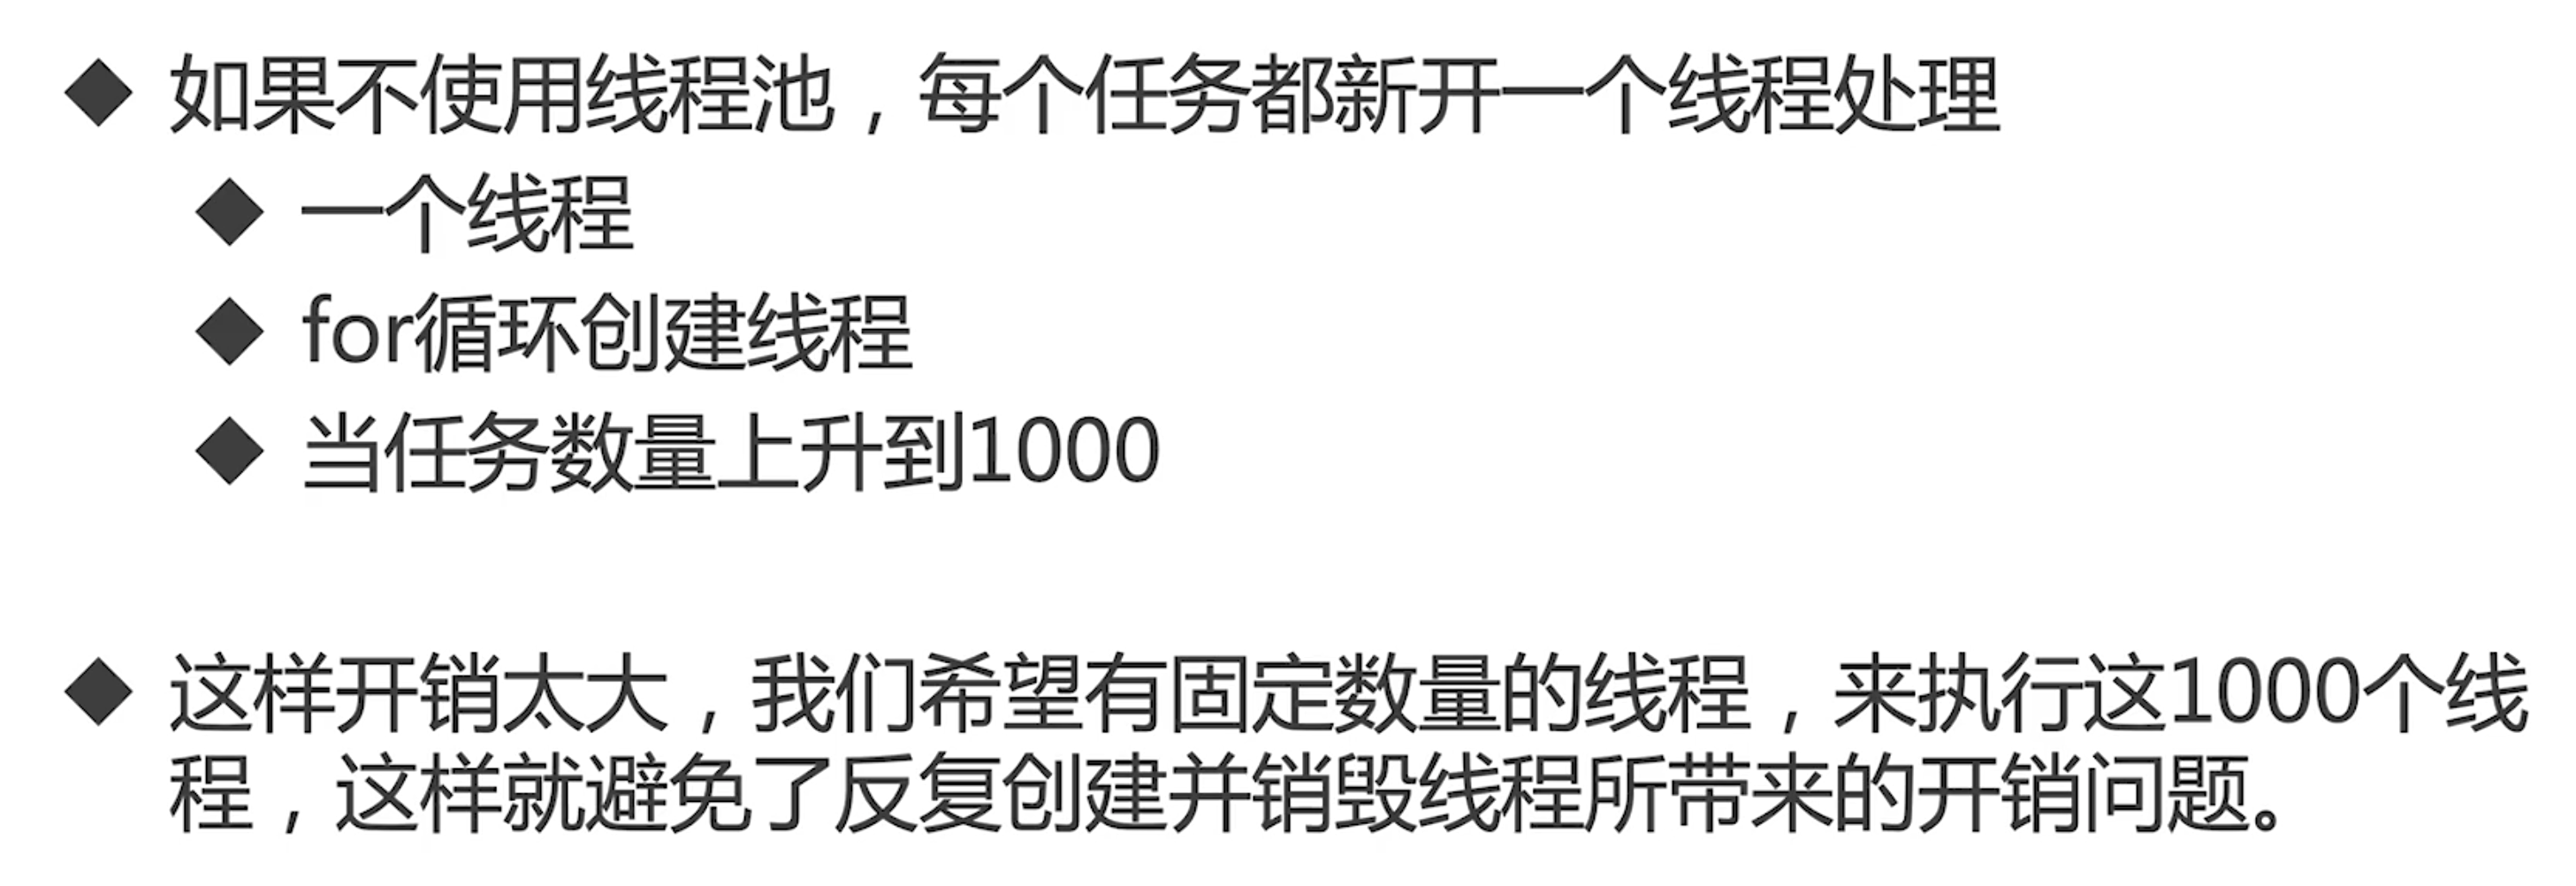 如果不使用线程池，每个任务都新开一个线程处理
一个线程
for循环创建线程
当任务数量上升到1000
这样开销太大，我们希望有固定数量的线程，来执行这1000个线
程，这样就避免了反复创建并销毁线程所带来的开销问题。